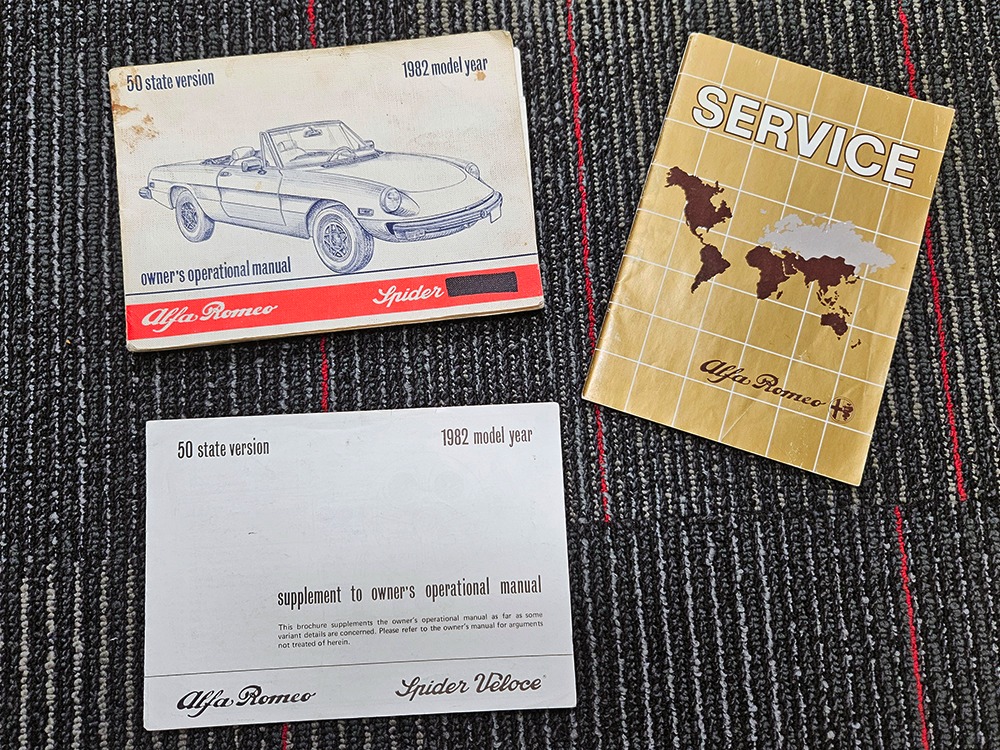 50 state version
1982 model year
owner's operational manual
Alfa Romeo
Spider
SERVICE
Alfa Romeo
50 state version
1982 model year
supplement to owner's operational manual
This brochure supplements the owner's operational manual as far as some
variant details are concerned. Please refer to the owner's manual for arguments
not treated of herein.
Alfa Romeo
Spider Veloce